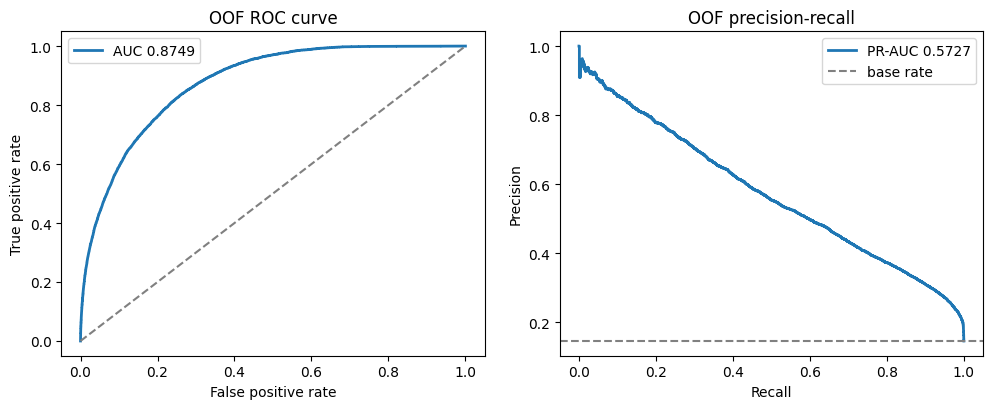 OOF ROC curve
AUC 0.8749
1.0
0.8
0.6
0.4
0.2
0.0
True positive rate
0.0 0.2 0.4 0.6 0.8 1.0
False positive rate
OOF precision-recall
PR-AUC 0.5727
base rate
1.0
0.8
0.6
0.4
0.2
Precision
0.0 0.2 0.4 0.6 0.8 1.0
Recall